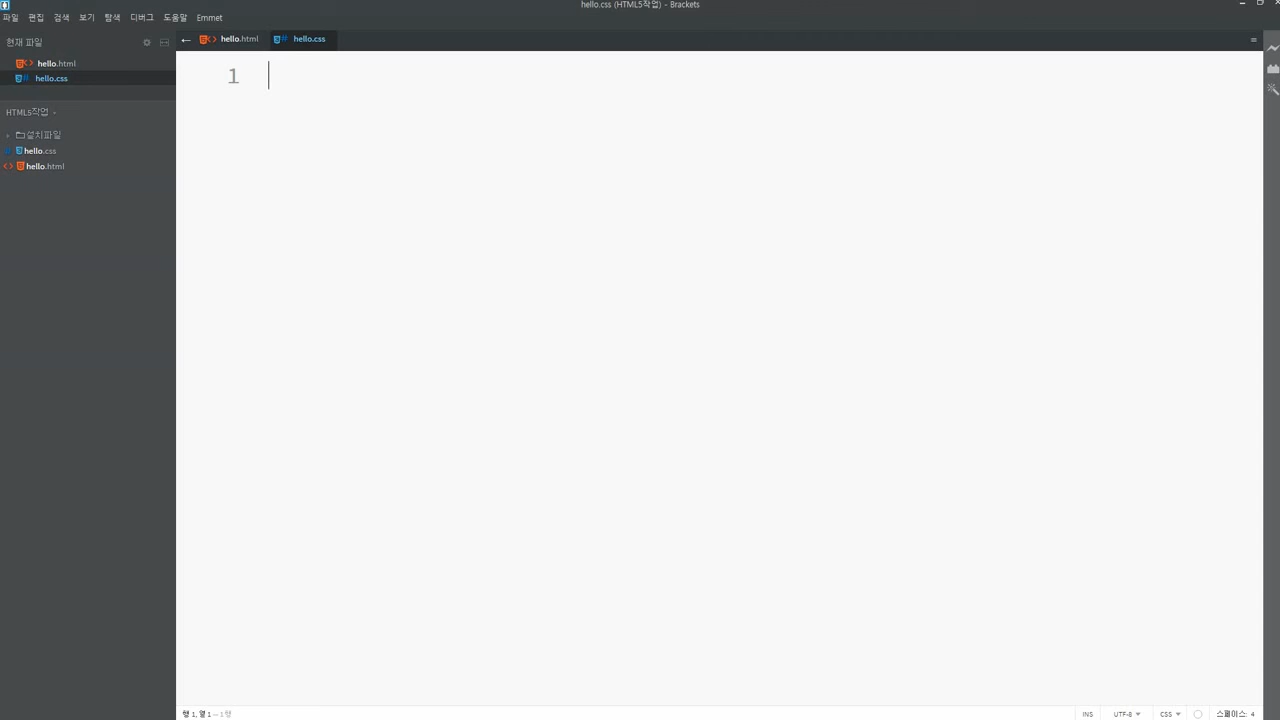 hello.css (HTML5작업) - Brackets
파일 편집 검색 보기 탐색 디버그 도움말 Emmet
현재 파일
hello.html
hello.css
hello.html
hello.css
HTML5작업
설치파일
hello.css
hello.html
1
행 1, 열 1 — 1 행
INS UTF-8 CSS 스페이스: 4